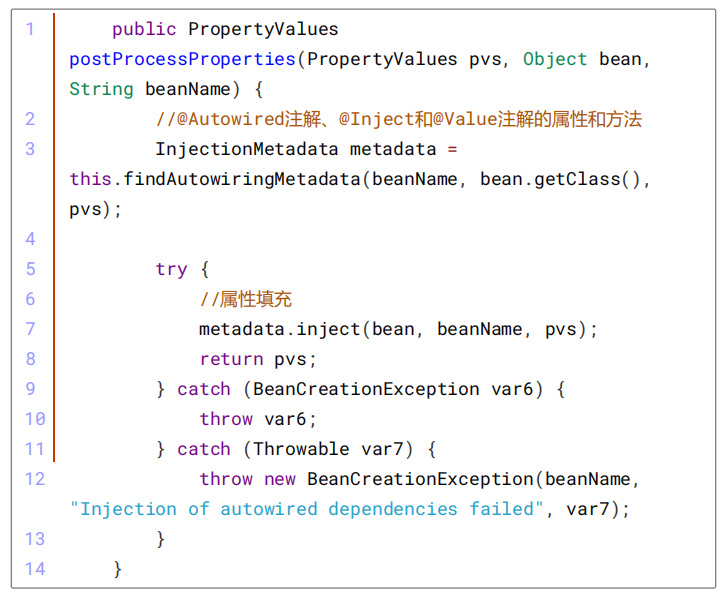 1 public PropertyValues
postProcessProperties(PropertyValues pvs, Object bean,
String beanName) {
2 //@Autowired注解、@Inject和@Value注解的属性和方法
3 InjectionMetadata metadata =
this.findAutowiringMetadata(beanName, bean.getClass(),
pvs);
4
5 try {
6 //属性填充
7 metadata.inject(bean, beanName, pvs);
8 return pvs;
9 } catch (BeanCreationException var6) {
10 throw var6;
11 } catch (Throwable var7) {
12 throw new BeanCreationException(beanName,
"Injection of autowired dependencies failed", var7);
13 }
14 }